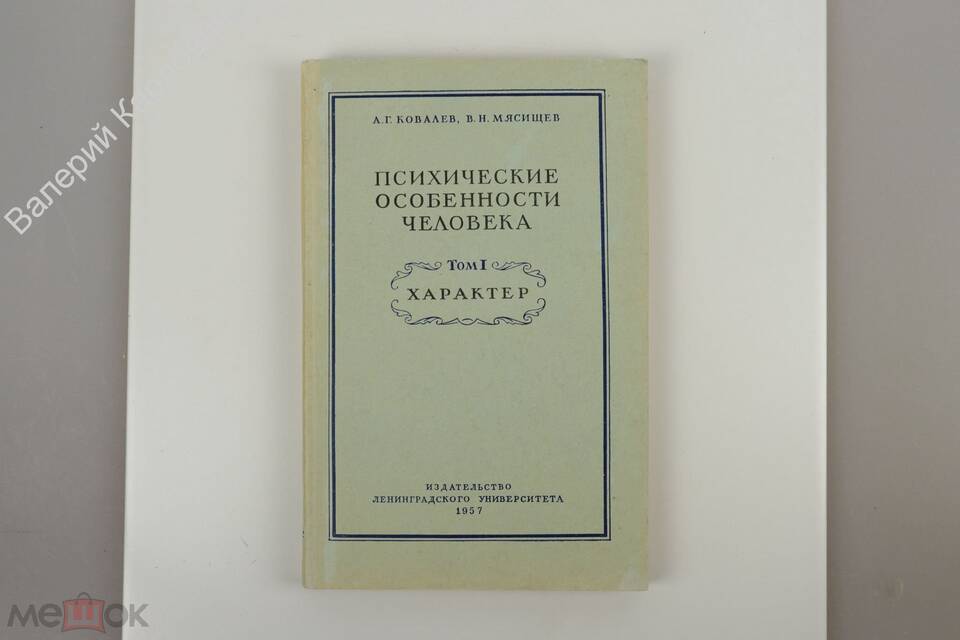 А.Г. КОВАЛЕВ, В.Н. МЯСИЩЕВ
ПСИХИЧЕСКИЕ
ОСОБЕННОСТИ
ЧЕЛОВЕКА
ТОМ I
ХАРАКТЕР
ИЗДАТЕЛЬСТВО
ЛЕНИНГРАДСКОГО УНИВЕРСИТЕТА
1957
Валерий
мешок